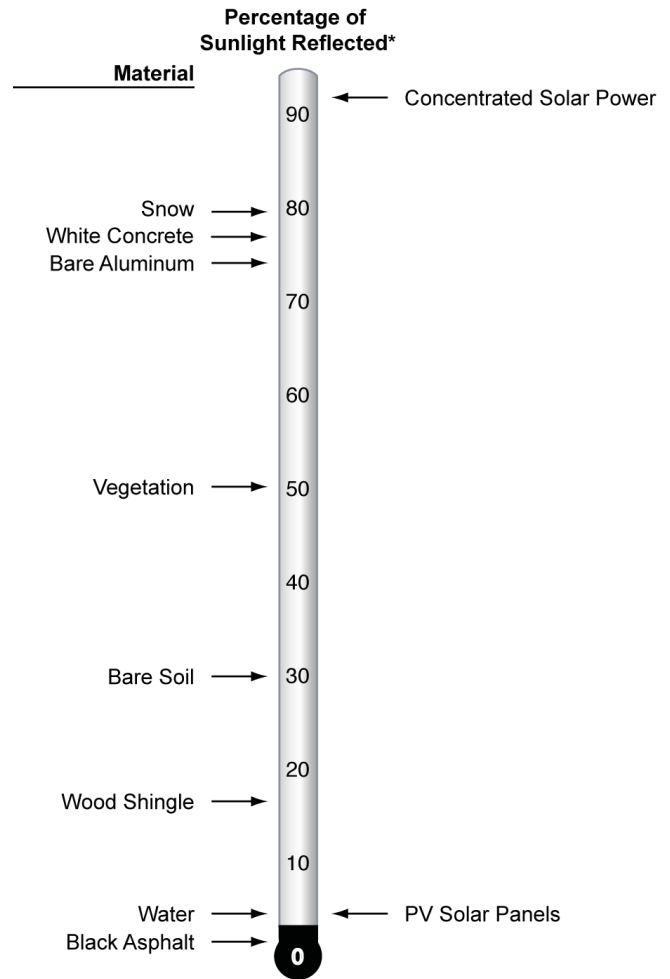 Percentage of
Sunlight Reflected*
Material
Concentrated Solar Power
90
Snow
80
White Concrete
Bare Aluminum
70
60
Vegetation
50
40
Bare Soil
30
20
Wood Shingle
10
Water
PV Solar Panels
Black Asphalt
0